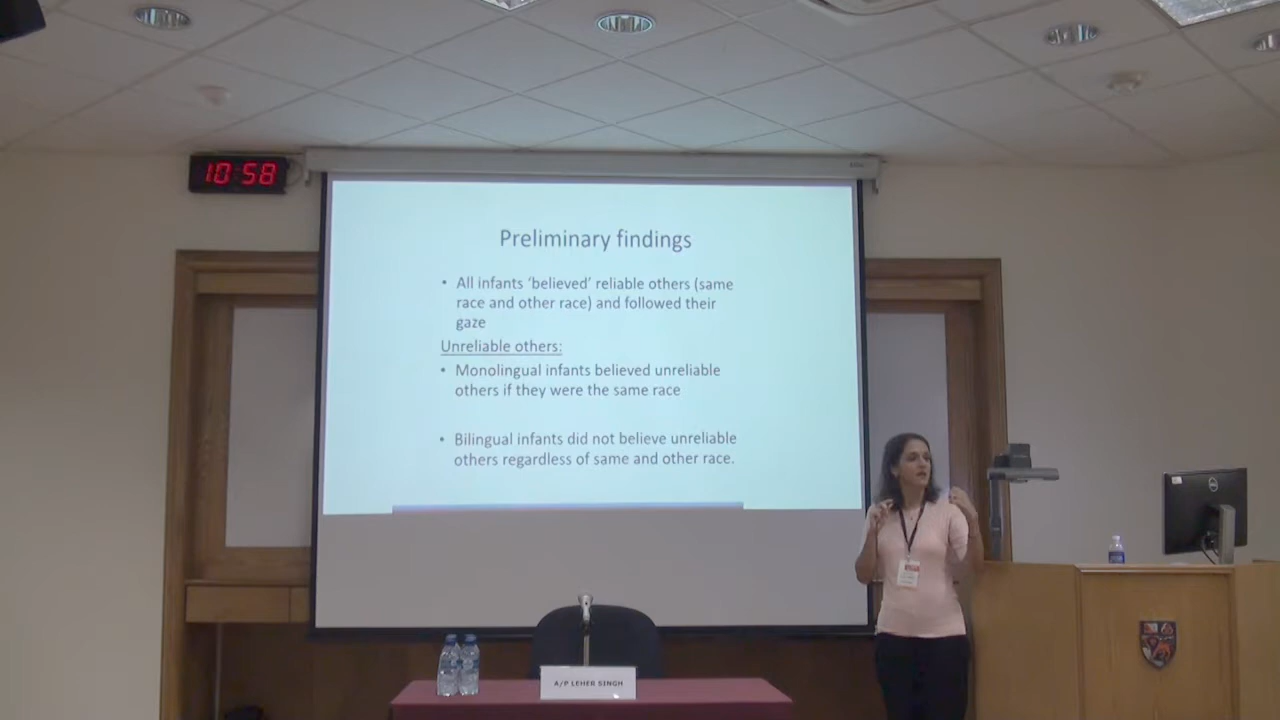 10:58
Preliminary findings
• All infants ‘believed’ reliable others (same
race and other race) and followed their
gaze
Unreliable others:
• Monolingual infants believed unreliable
others if they were the same race
• Bilingual infants did not believe unreliable
others regardless of same and other race.
DELL
A/P LEHER SINGH